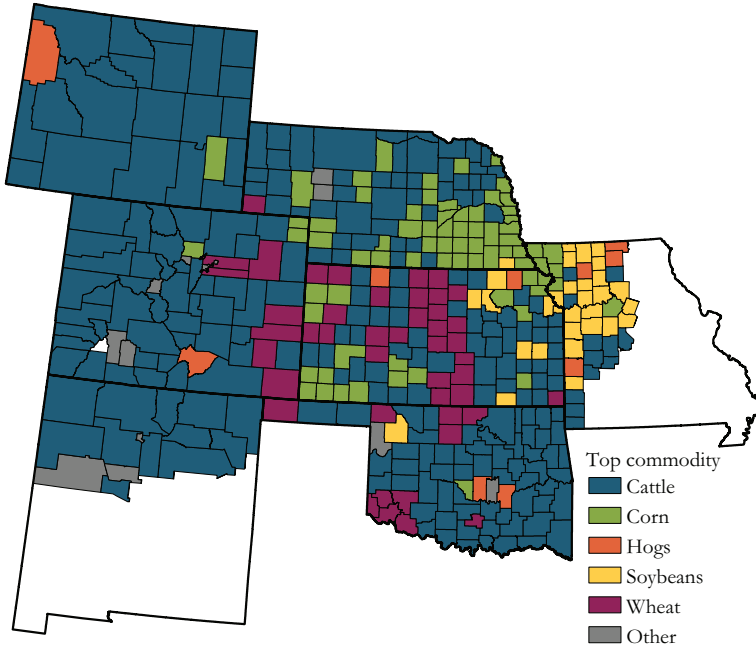 Top commodity
Cattle
Corn
Hogs
Soybeans
Wheat
Other